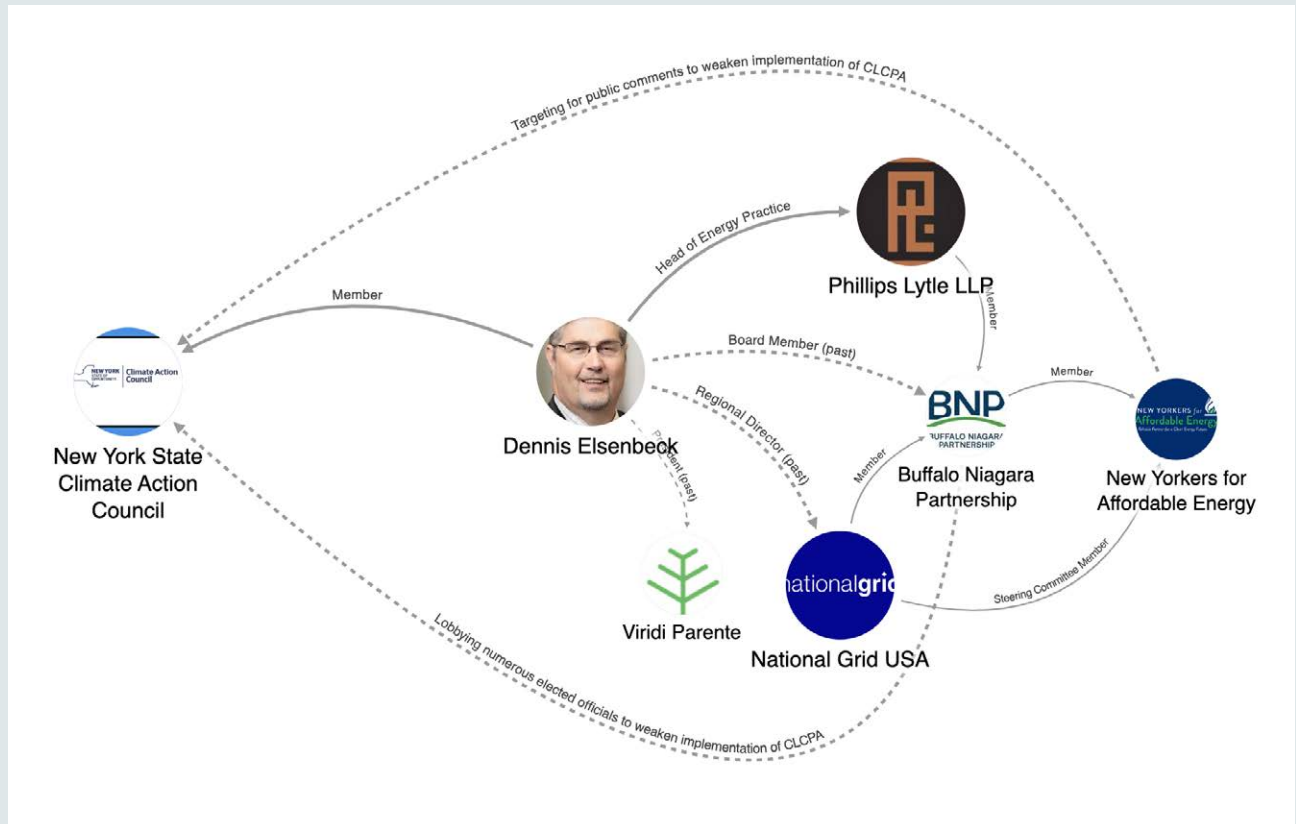 Targeting for public comments to weaken implementation of CLCPA
Head of Energy Practice
Phillips Lytle LLP
Member
Member
NEW YORK
STATE OF
OPPORTUNITY
Climate Action
Council
New York State
Climate Action
Council
Dennis Elsenbeck
Board Member (past)
Regional Director (past)
(past)
Member
BNP
BUFFALO NIAGARA
PARTNERSHIP
Buffalo Niagara
Partnership
Member
NEW YORKERS for
Affordable Energy
New Yorkers for
Affordable Energy
Viridi Parente
nationalgrid
National Grid USA
Steering Committee Member
Lobbying numerous elected officials to weaken implementation of CLCPA